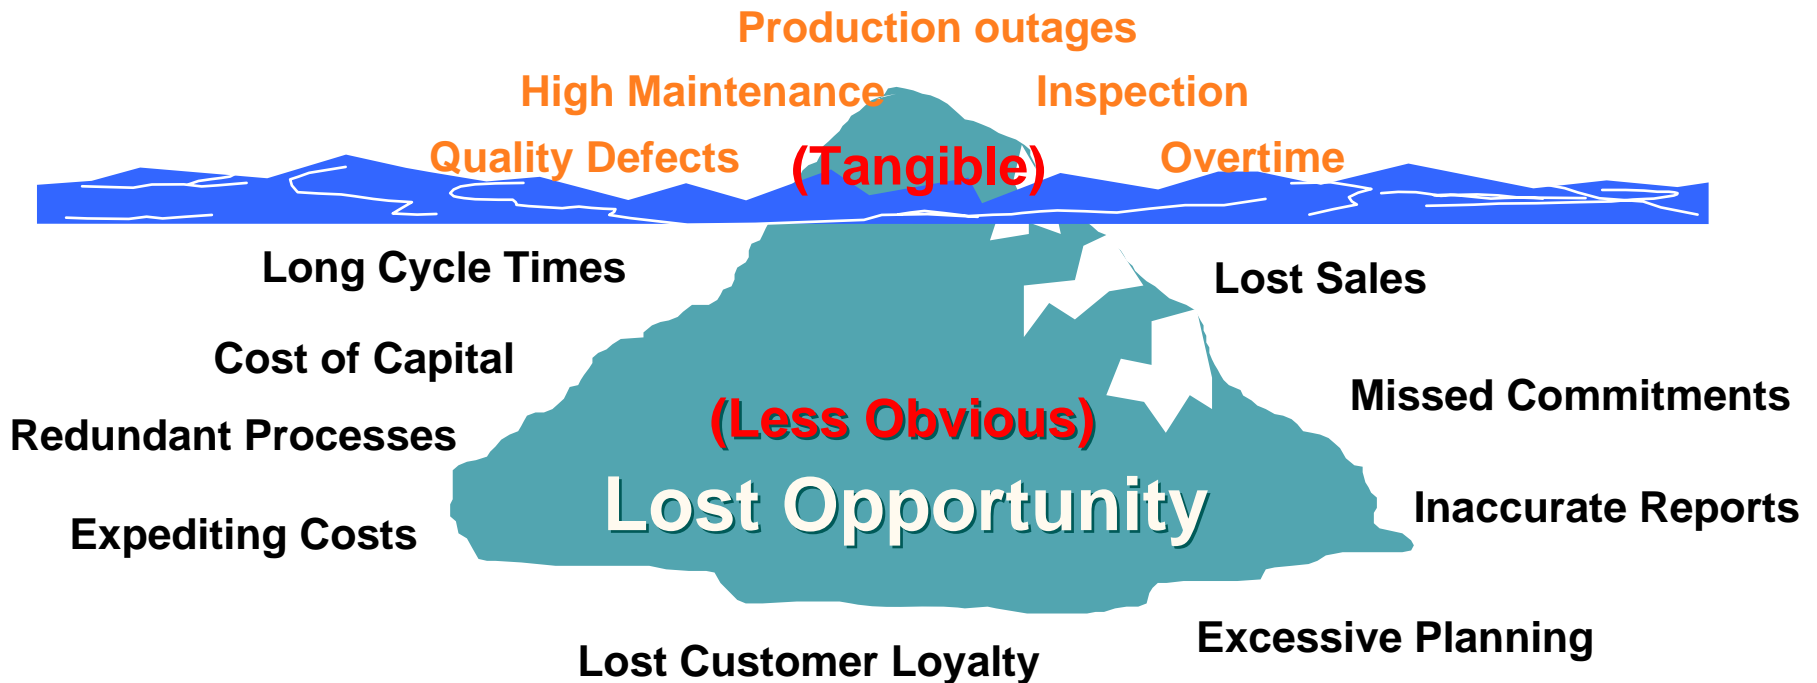 Production outages
High Maintenance
Inspection
Quality Defects
(Tangible)
Overtime
Long Cycle Times
Lost Sales
Cost of Capital
Missed Commitments
(Less Obvious)
Redundant Processes
Lost Opportunity
Inaccurate Reports
Expediting Costs
Excessive Planning
Lost Customer Loyalty